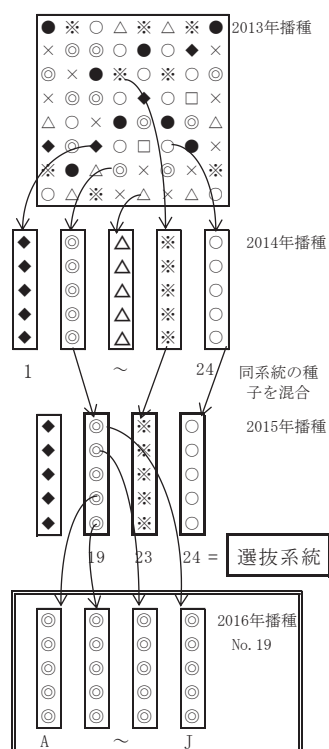 ●※○△※△※●
2013年播種
×◎◎○●○◆×
◎×●※○※○◎
×◎◎○◆○□×
△○×●◎●◎△
◆◎◆○□○●×
※●△◎×◎×◎
○△※×△×△○
◆◎△※○
2014年播種
◆◎△※○
◆◎△※○
◆◎△※○
◆◎△※○
1 ~ 24
同系統の種
子を混合
2015年播種
◆◎※○
◆◎※○
◆◎※○
◆◎※○
◆◎※○
19 23 24 = 選抜系統
2016年播種
No.19
◎◎◎◎
◎◎◎◎
◎◎◎◎
◎◎◎◎
◎◎◎◎
A ~ J